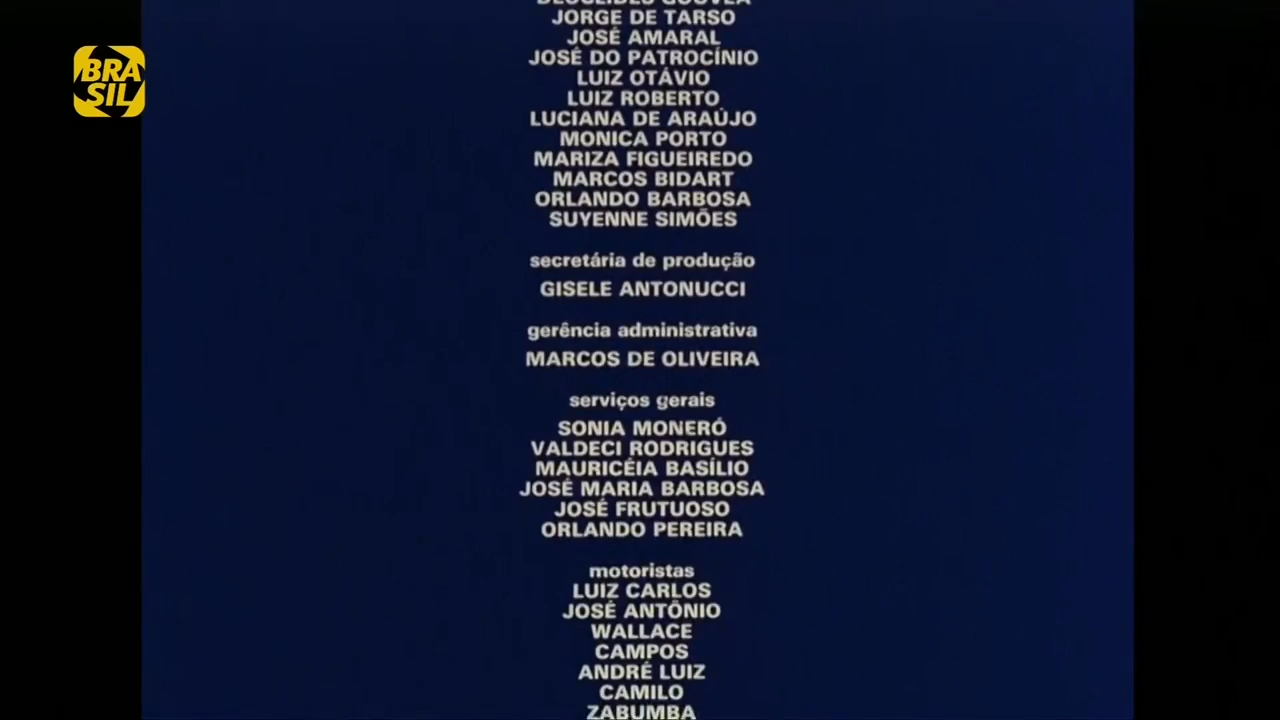 BRA
SIL
JORGE DE TARSO
JOSÉ AMARAL
JOSÉ DO PATROCÍNIO
LUIZ OTÁVIO
LUIZ ROBERTO
LUCIANA DE ARAÚJO
MONICA PORTO
MARIZA FIGUEIREDO
MARCOS BIDART
ORLANDO BARBOSA
SUYENNE SIMÕES
secretária de produção
GISELE ANTONUCCI
gerência administrativa
MARCOS DE OLIVEIRA
serviços gerais
SONIA MONERÓ
VALDECI RODRIGUES
MAURICÉIA BASÍLIO
JOSÉ MARIA BARBOSA
JOSÉ FRUTUOSO
ORLANDO PEREIRA
motoristas
LUIZ CARLOS
JOSÉ ANTÔNIO
WALLACE
CAMPOS
ANDRÉ LUIZ
CAMILO
ZABUMBA